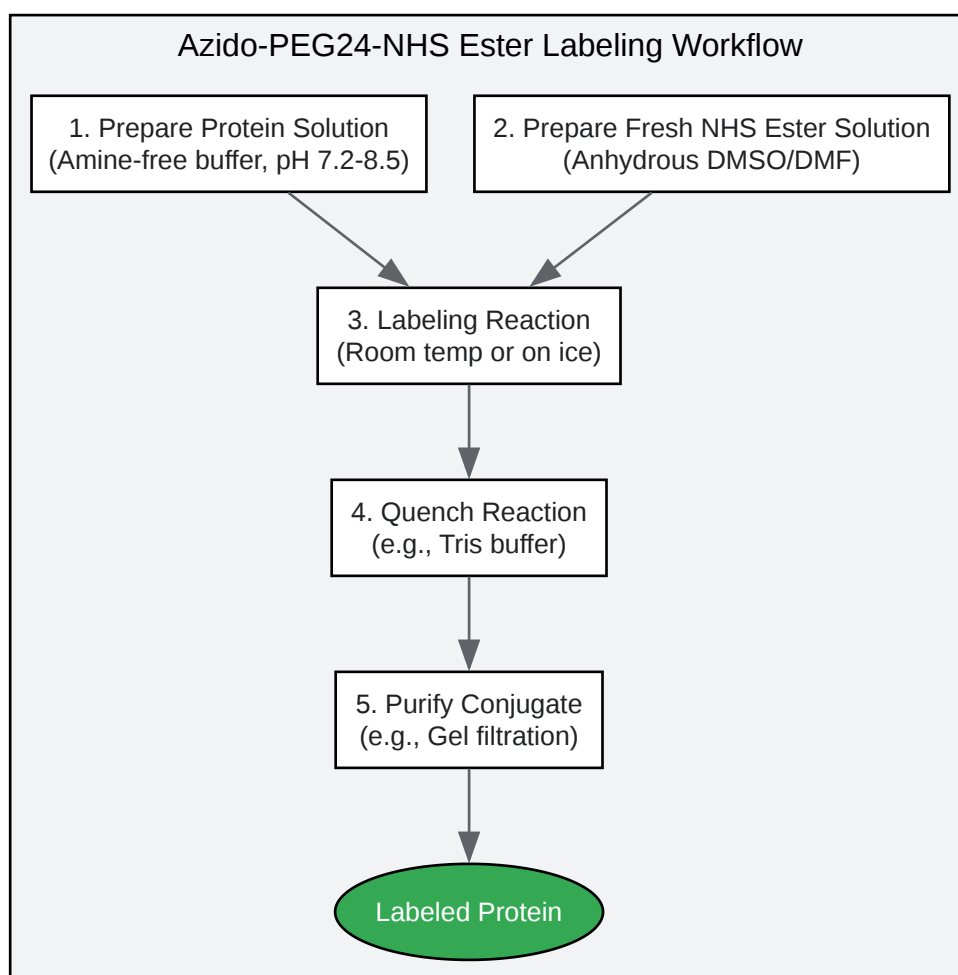 Azido-PEG24-NHS Ester Labeling Workflow
1. Prepare Protein Solution
(Amine-free buffer, pH 7.2-8.5)
2. Prepare Fresh NHS Ester Solution
(Anhydrous DMSO/DMF)
3. Labeling Reaction
(Room temp or on ice)
4. Quench Reaction
(e.g., Tris buffer)
5. Purify Conjugate
(e.g., Gel filtration)
Labeled Protein